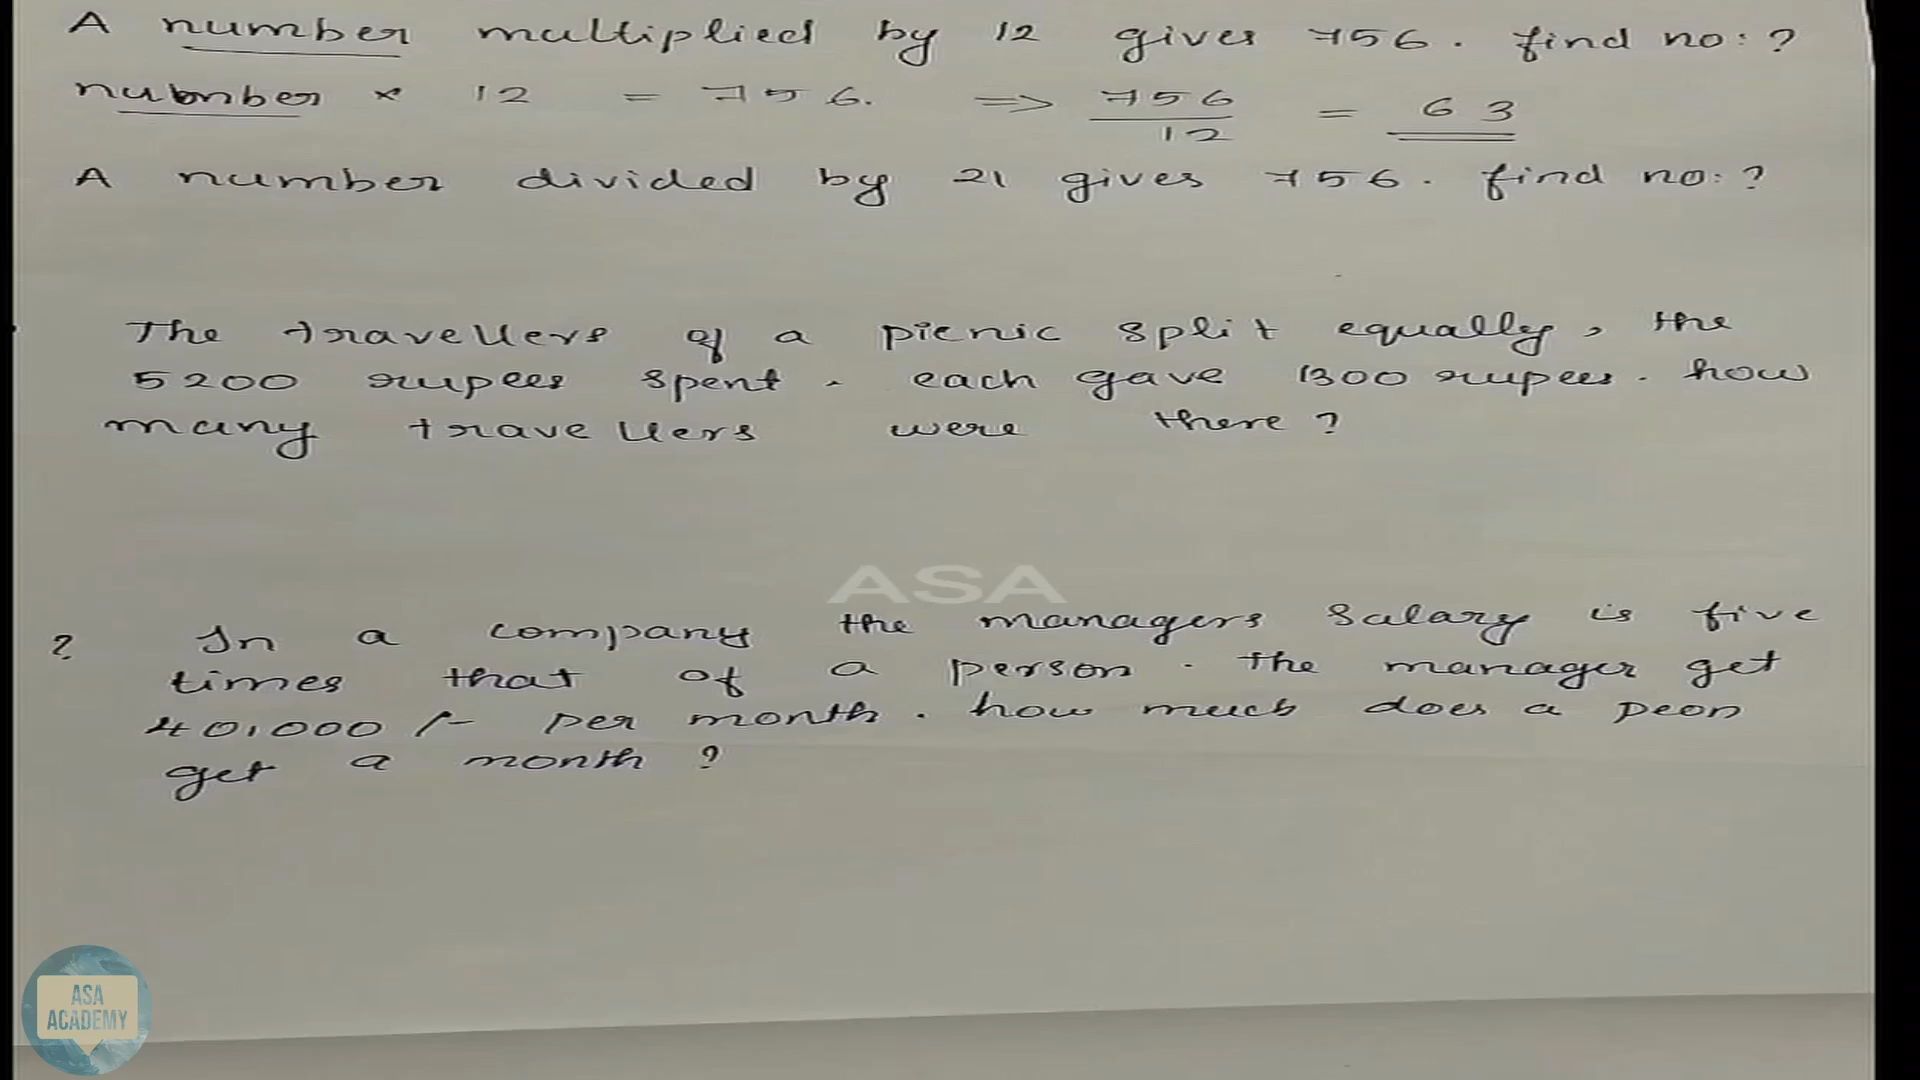 A number multiplied by 12 gives 756. find no: ?
number × 12 = 756. => 756/12 = 63
A number divided by 21 gives 756. find no: ?
The travellers of a picnic split equally, the
5200 rupees spent. each gave 1300 rupees. how
many travellers were there ?
ASA
? In a company the managers salary is five
times that of a person. The manager get
40,000/- per month. how much does a peon
get a month ?
ASA
ACADEMY